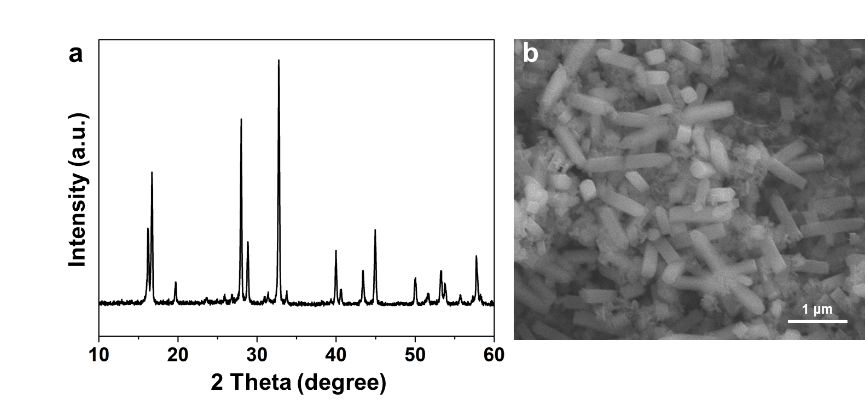 a
b
Intensity (a.u.)
10 20 30 40 50 60
2 Theta (degree)
1 µm